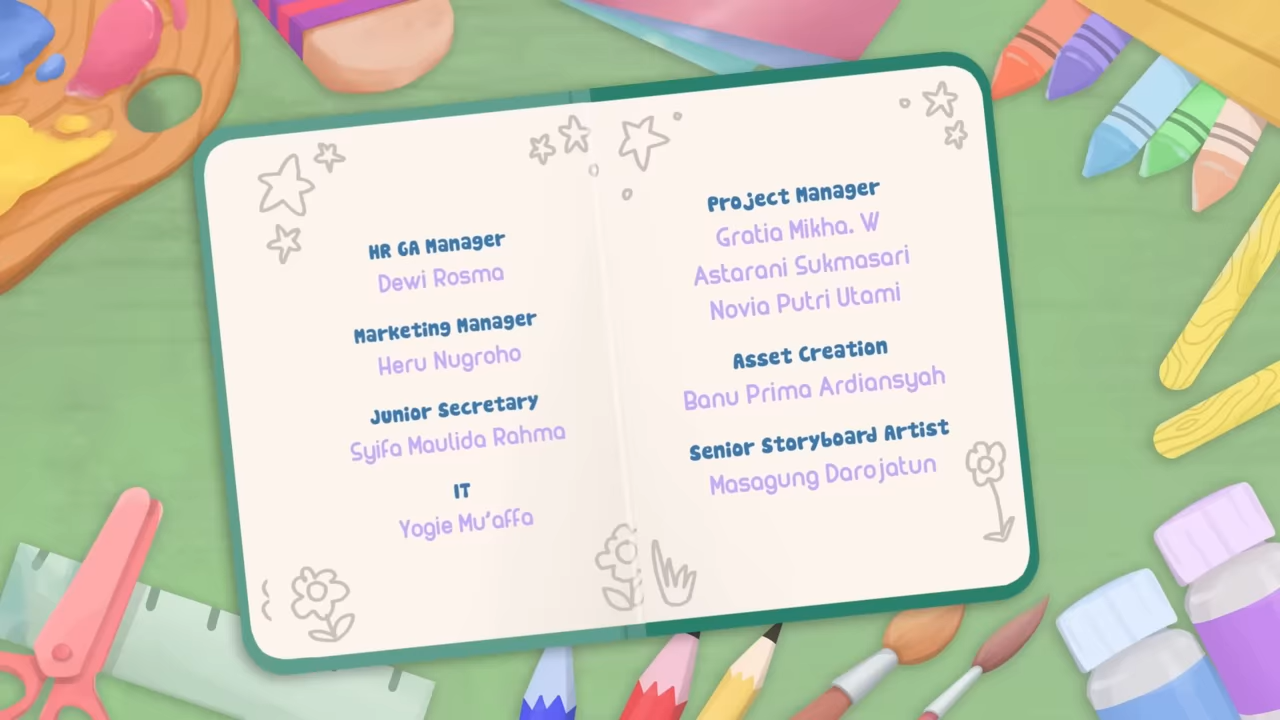 HR GA Manager
Dewi Rosma
Marketing Manager
Heru Nugroho
Junior Secretary
Syifa Maulida Rahma
IT
Yogie Mu'affa
Project Manager
Gratia Mikha. W
Astarani Sukmasari
Novia Putri Utami
Asset Creation
Banu Prima Ardiansyah
Senior Storyboard Artist
Masagung Darojatun